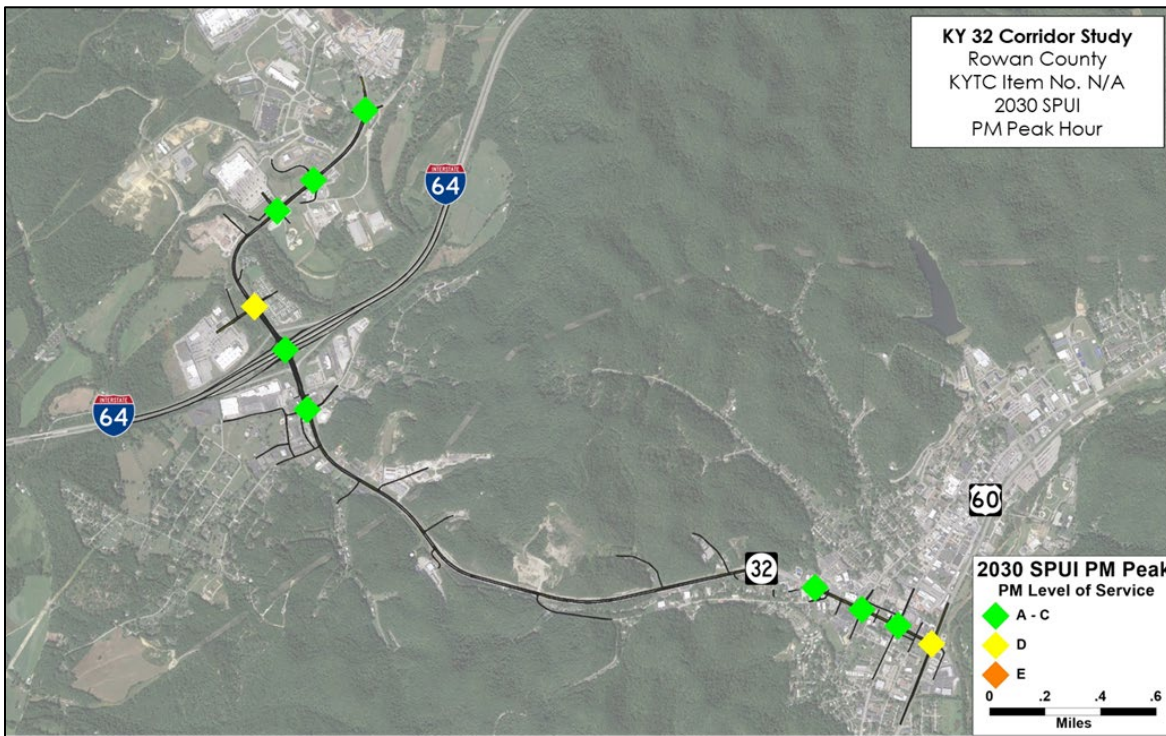 KY 32 Corridor Study
Rowan County
KYTC Item No. N/A
2030 SPUI
PM Peak Hour
INTERSTATE
64
INTERSTATE
64
60
32
2030 SPUI PM Peak
PM Level of Service
A - C
D
E
0 .2 .4 .6
Miles